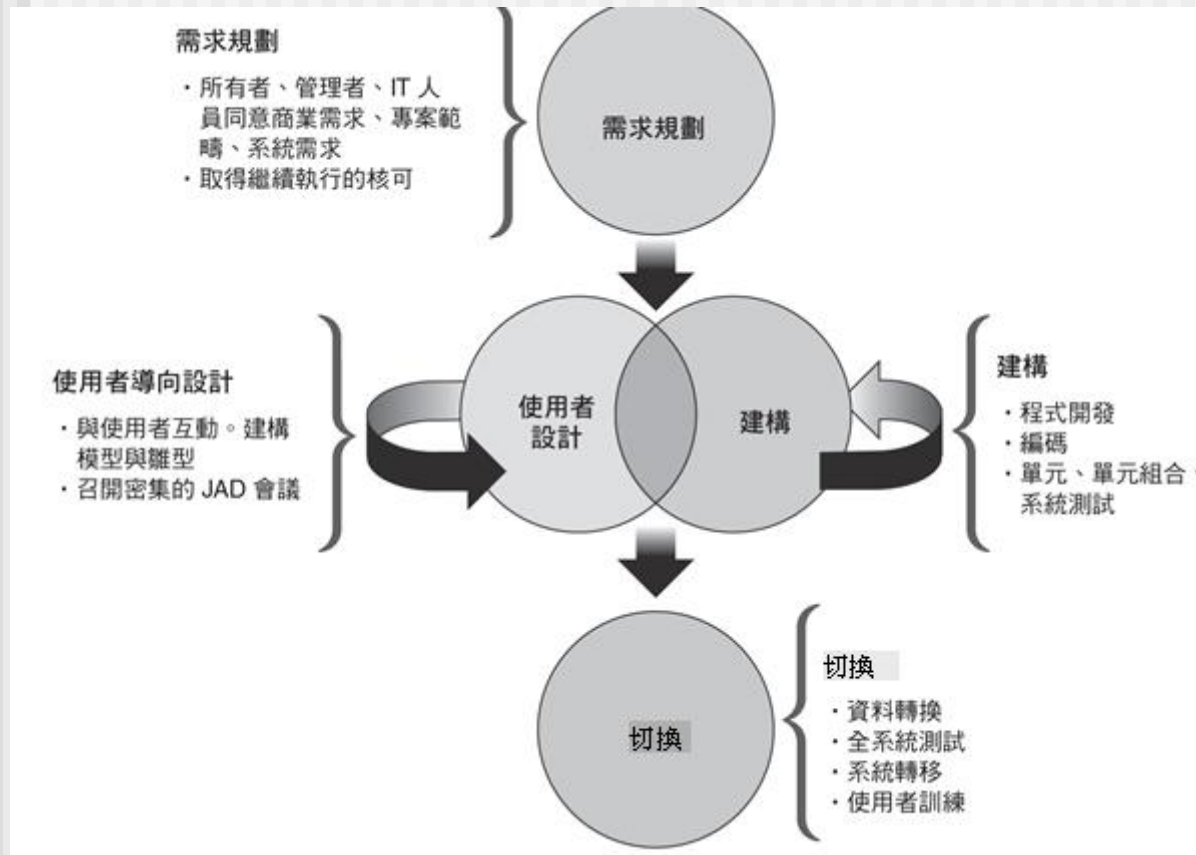 需求規劃
・所有者、管理者、IT 人
員同意商業需求、專案範
疇、系統需求
・取得繼續執行的核可
需求規劃
使用者導向設計
・與使用者互動。建構
模型與雛型
・召開密集的 JAD 會議
使用者
設計
建構
建構
・程式開發
・編碼
・單元、單元組合、
系統測試
切換
切換
・資料轉換
・全系統測試
・系統轉移
・使用者訓練